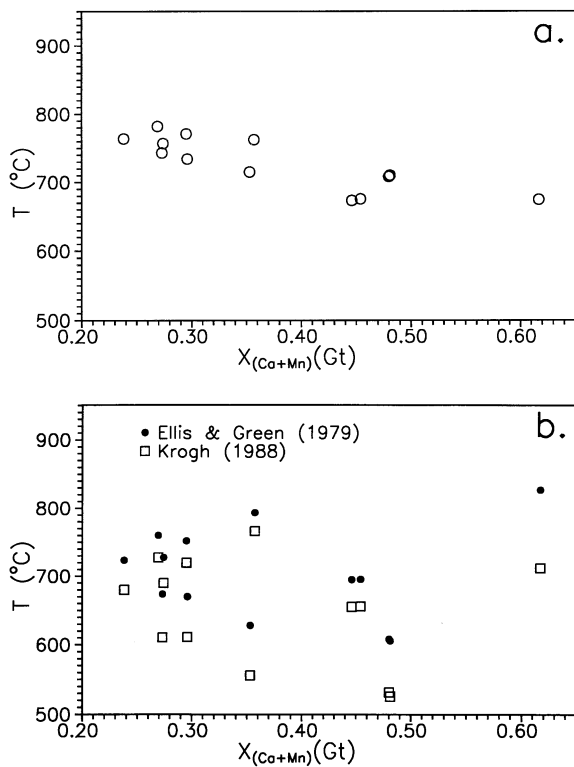 a.
950
900
800
700
600
500
T (°C)
0.20 0.30 0.40 0.50 0.60
X(Ca+Mn)(Gt)
b.
● Ellis & Green (1979)
□ Krogh (1988)
900
800
700
600
500
T (°C)
0.20 0.30 0.40 0.50 0.60
X(Ca+Mn)(Gt)